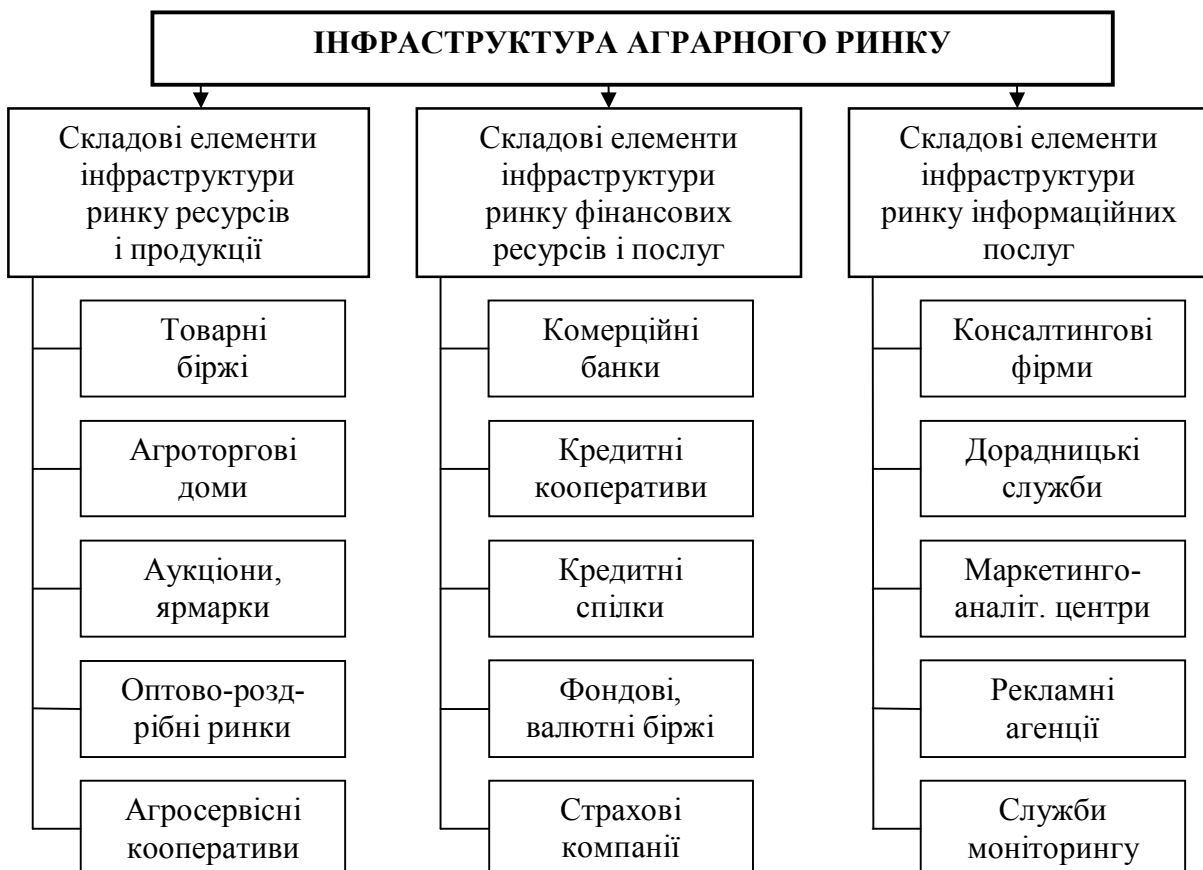 ІНФРАСТРУКТУРА АГРАРНОГО РИНКУ
Складові елементи
інфраструктури
ринку ресурсів
і продукції
Товарні
біржі
Агроторгові
доми
Аукціони,
ярмарки
Оптово-розд-
рібні ринки
Агросервісні
кооперативи
Складові елементи
інфраструктури
ринку фінансових
ресурсів і послуг
Комерційні
банки
Кредитні
кооперативи
Кредитні
спілки
Фондові,
валютні біржі
Страхові
компанії
Складові елементи
інфраструктури
ринку інформаційних
послуг
Консалтингові
фірми
Дорадницькі
служби
Маркетинго-
аналіт. центри
Рекламні
агенції
Служби
моніторингу